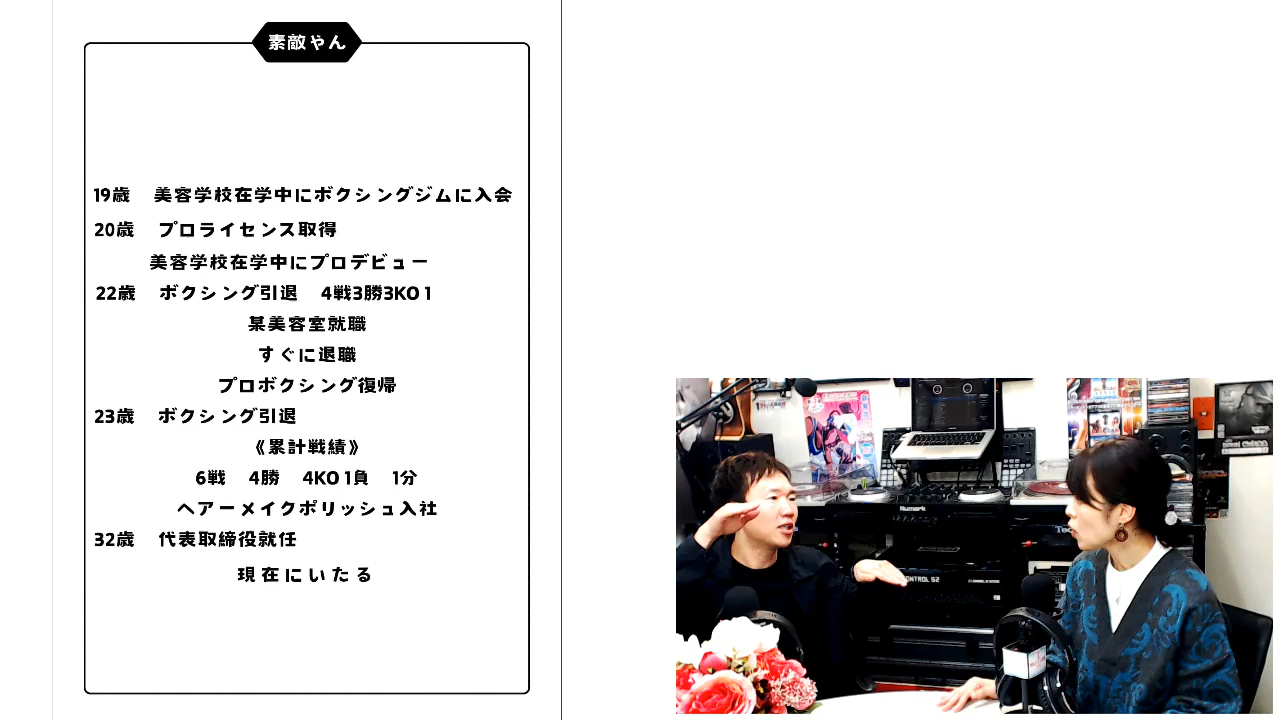 素敵やん
19歳 美容学校在学中にボクシングジムに入会
20歳 プロライセンス取得
美容学校在学中にプロデビュー
22歳 ボクシング引退 4戦3勝3KO 1
某美容室就職
すぐに退職
プロボクシング復帰
23歳 ボクシング引退
《累計戦績》
6戦 4勝 4KO 1負 1分
ヘアーメイクポリッシュ入社
32歳 代表取締役就任
現在にいたる
Numark
CONTROL S2